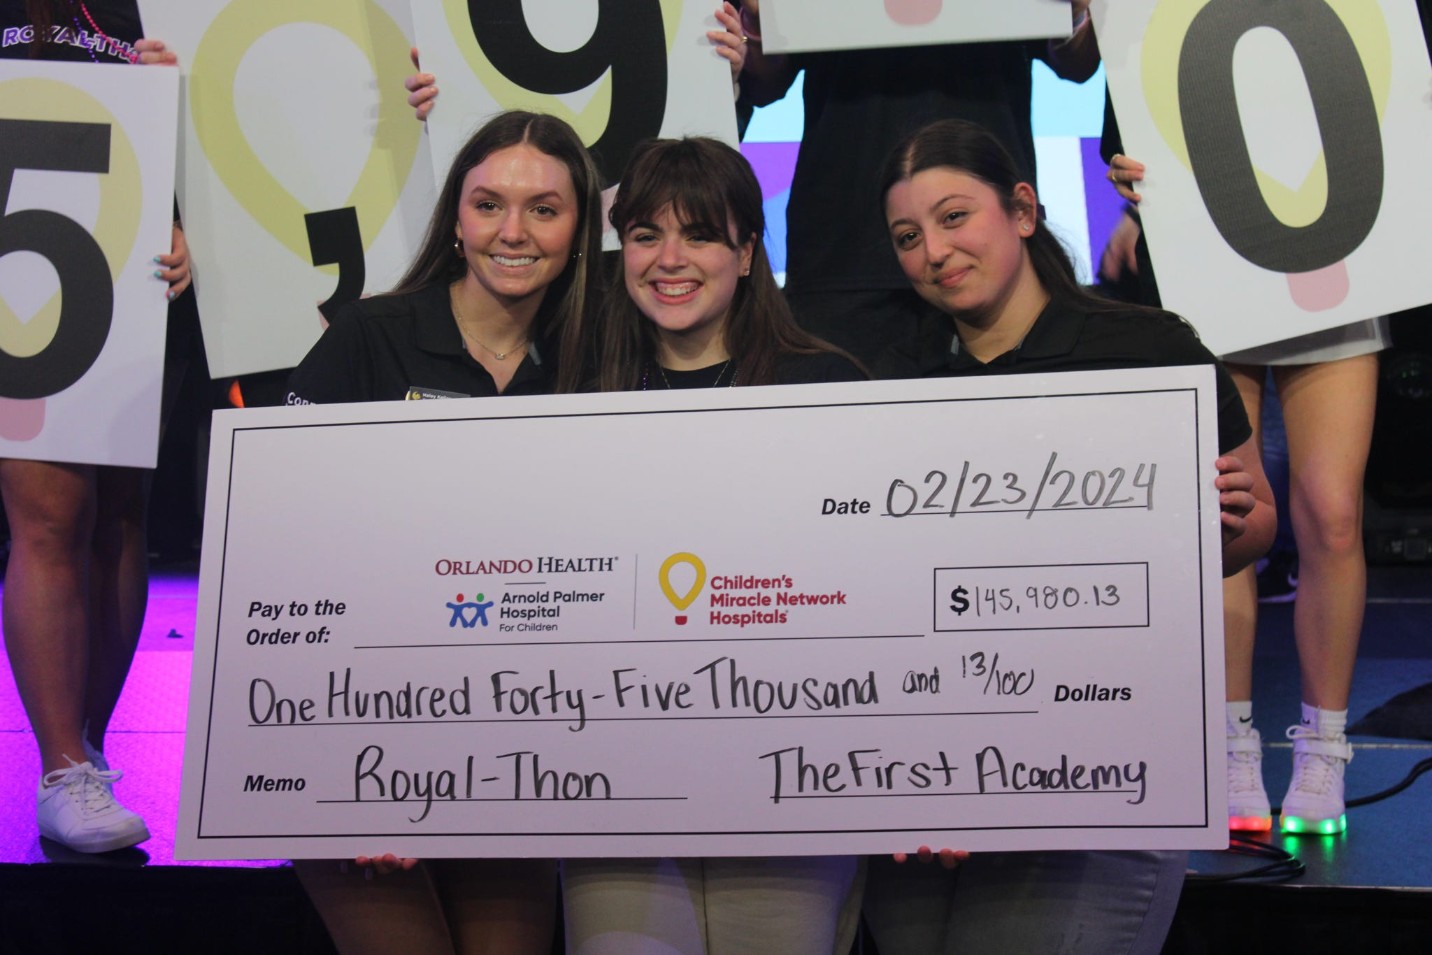 ROYAL-THON
5
,
9
0
Date 02/23/2024
ORLANDO HEALTH®
Arnold Palmer
Hospital
For Children
Children's
Miracle Network
Hospitals®
Pay to the
Order of:
$145,980.13
One Hundred Forty-Five Thousand and 13/100 Dollars
Memo Royal-Thon
The First Academy